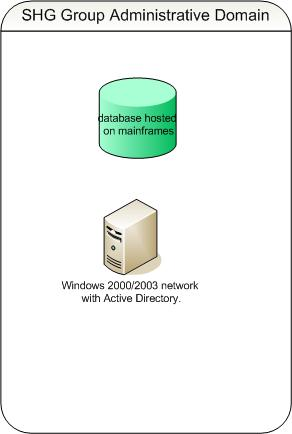 SHG Group Administrative Domain
database hosted
on mainframes
Windows 2000/2003 network
with Active Directory.